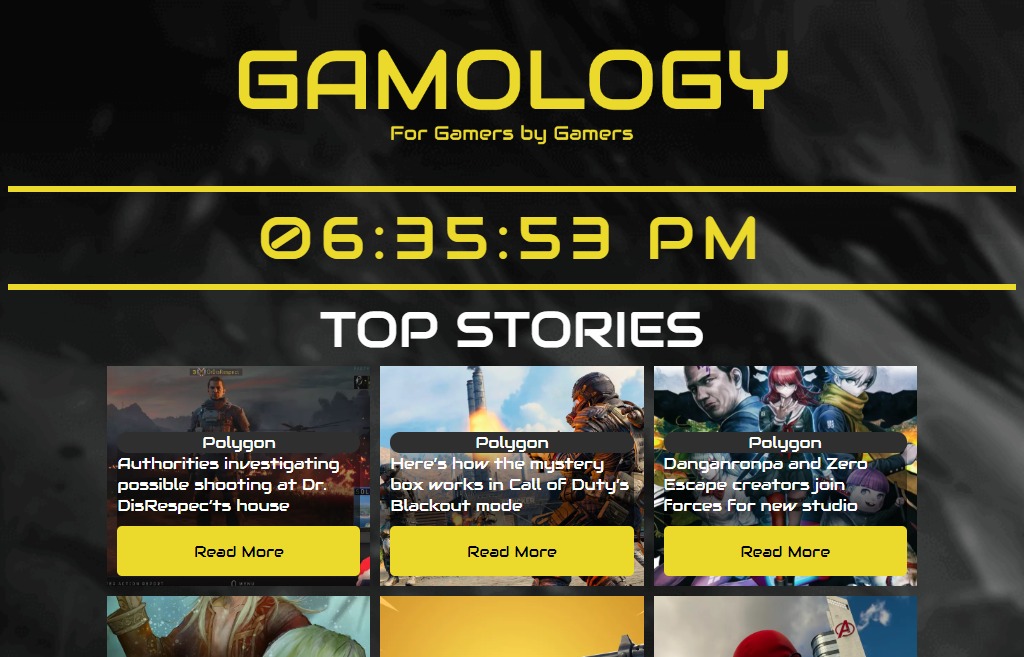 GAMOLOGY
For Gamers by Gamers
06:35:53 PM
TOP STORIES
Polygon
Authorities investigating
possible shooting at Dr.
DisRespec'ts house
Read More
Polygon
Here's how the mystery
box works in Call of Duty's
Blackout mode
Read More
Polygon
Danganronpa and Zero
Escape creators join
forces for new studio
Read More